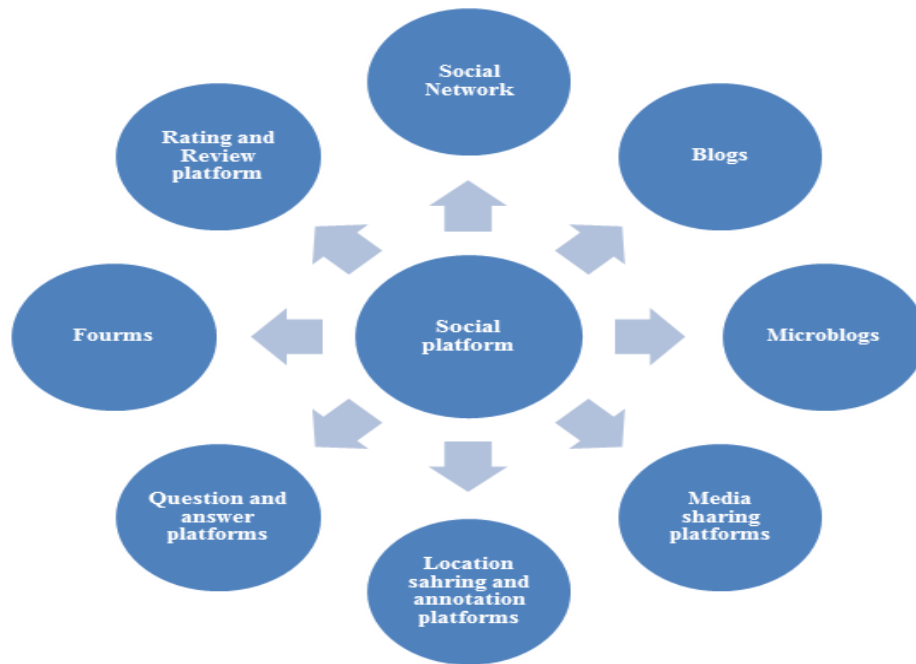 Social
Network
Blogs
Microblogs
Media
sharing
platforms
Location
sahring and
annotation
platforms
Question and
answer
platforms
Fourms
Rating and
Review
platform
Social
platform